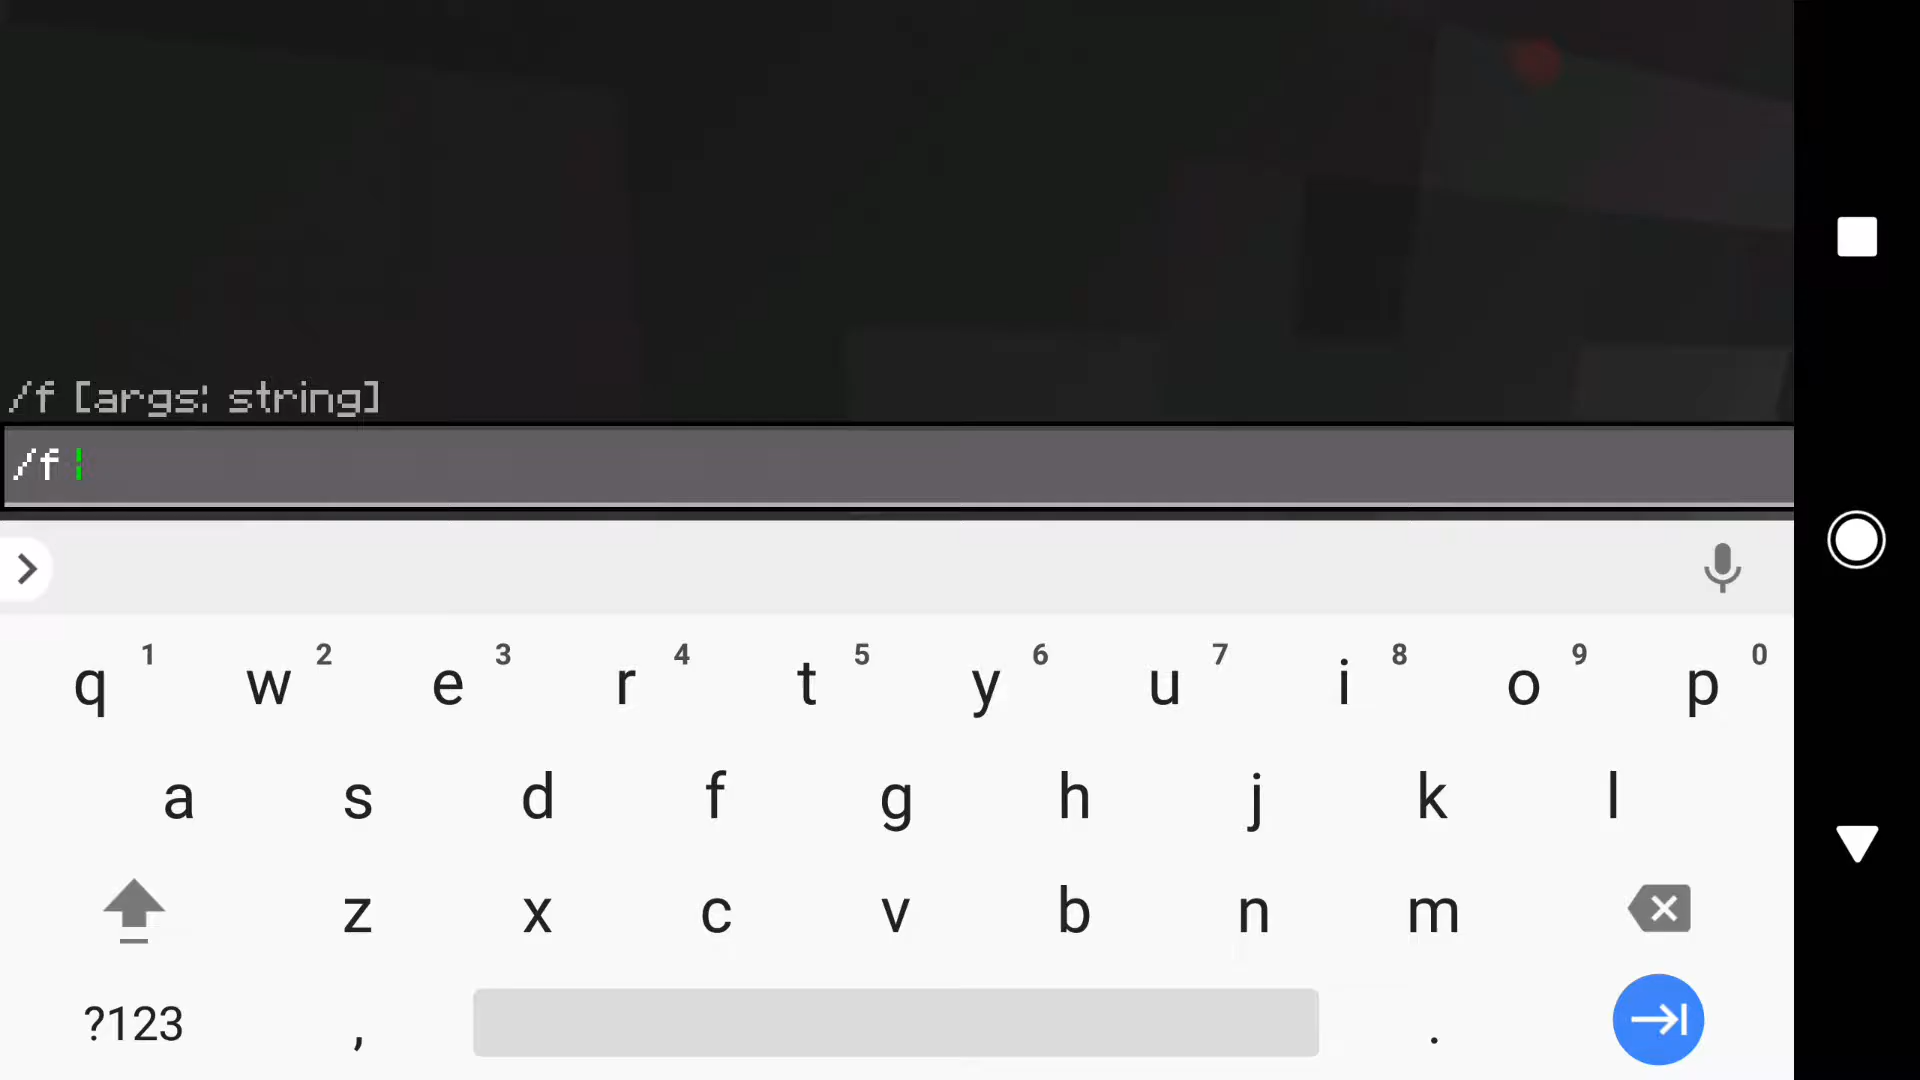 /f [args: string]
/f
q 1 w 2 e 3 r 4 t 5 y 6 u 7 i 8 o 9 p 0
a s d f g h j k l
z x c v b n m
?123 , .